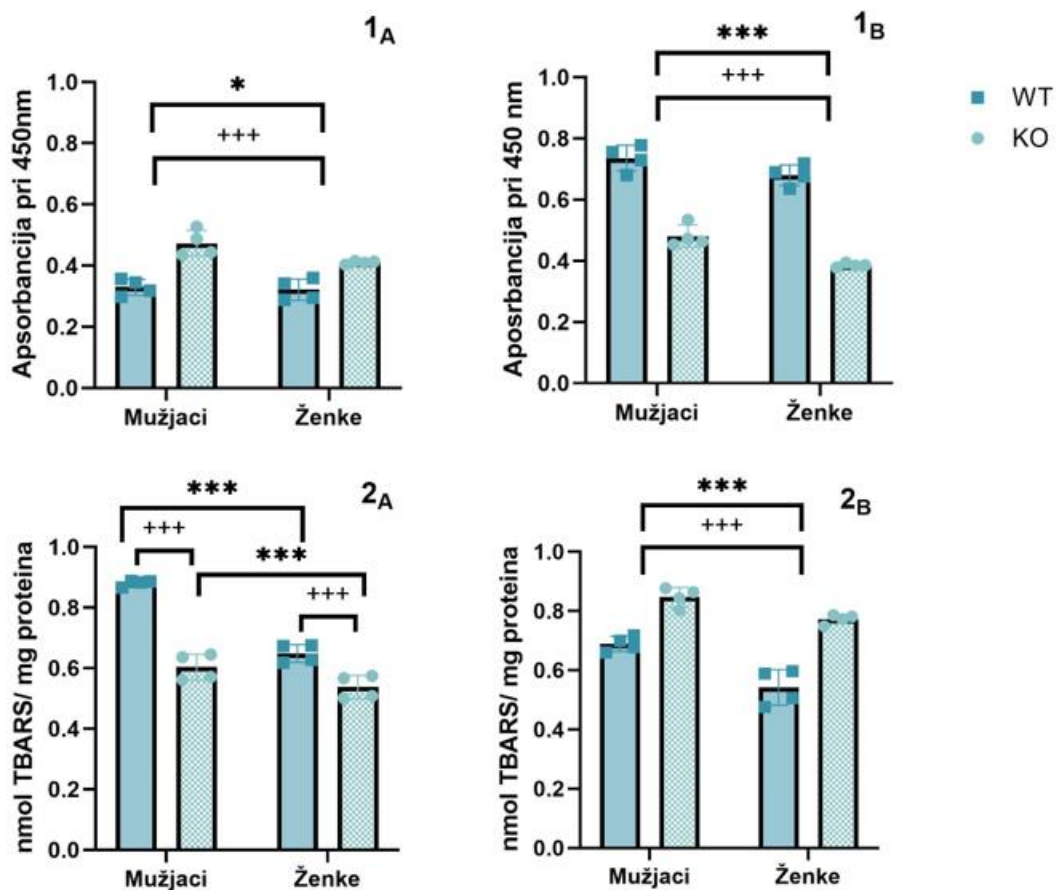 1A
Apsorbancija pri 450nm
1.0
0.8
0.6
0.4
0.2
0.0
*
+++
Mužjaci Ženke
1B
Aposrbancija pri 450 nm
1.0
0.8
0.6
0.4
0.2
0.0
***
+++
Mužjaci Ženke
WT
KO
2A
nmol TBARS/ mg proteina
1.0
0.8
0.6
0.4
0.2
0.0
***
+++
***
+++
Mužjaci Ženke
2B
nmol TBARS/ mg proteina
1.0
0.8
0.6
0.4
0.2
0.0
***
+++
Mužjaci Ženke